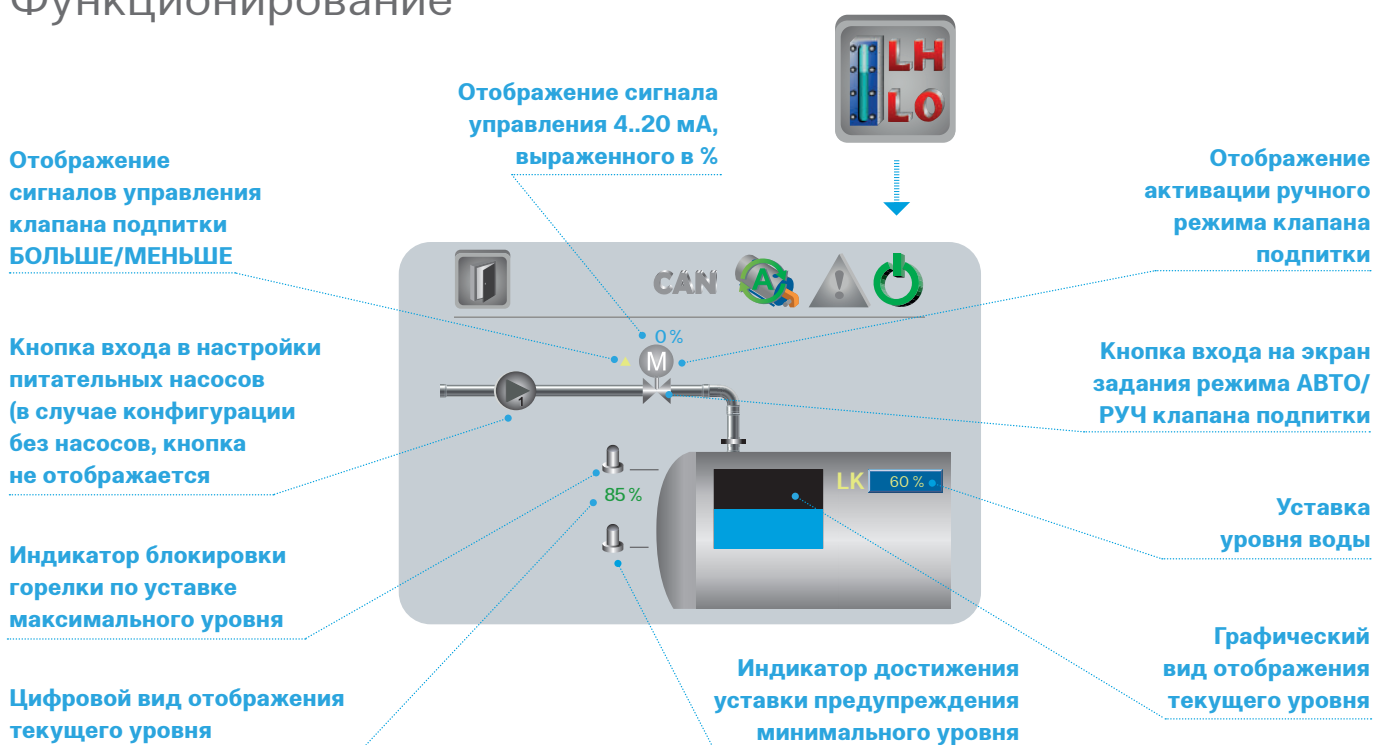 Функционирование
LH
LO
Отображение сигнала
управления 4..20 мА,
выраженного в %
Отображение
сигналов управления
клапана подпитки
БОЛЬШЕ/МЕНЬШЕ
Отображение
активации ручного
режима клапана
подпитки
CAN
A
!
0 %
M
Кнопка входа в настройки
питательных насосов
(в случае конфигурации
без насосов, кнопка
не отображается
1
Кнопка входа на экран
задания режима АВТО/
РУЧ клапана подпитки
85 %
LK
60 %
Уставка
уровня воды
Индикатор блокировки
горелки по уставке
максимального уровня
Графический
вид отображения
текущего уровня
Цифровой вид отображения
текущего уровня
Индикатор достижения
уставки предупреждения
минимального уровня